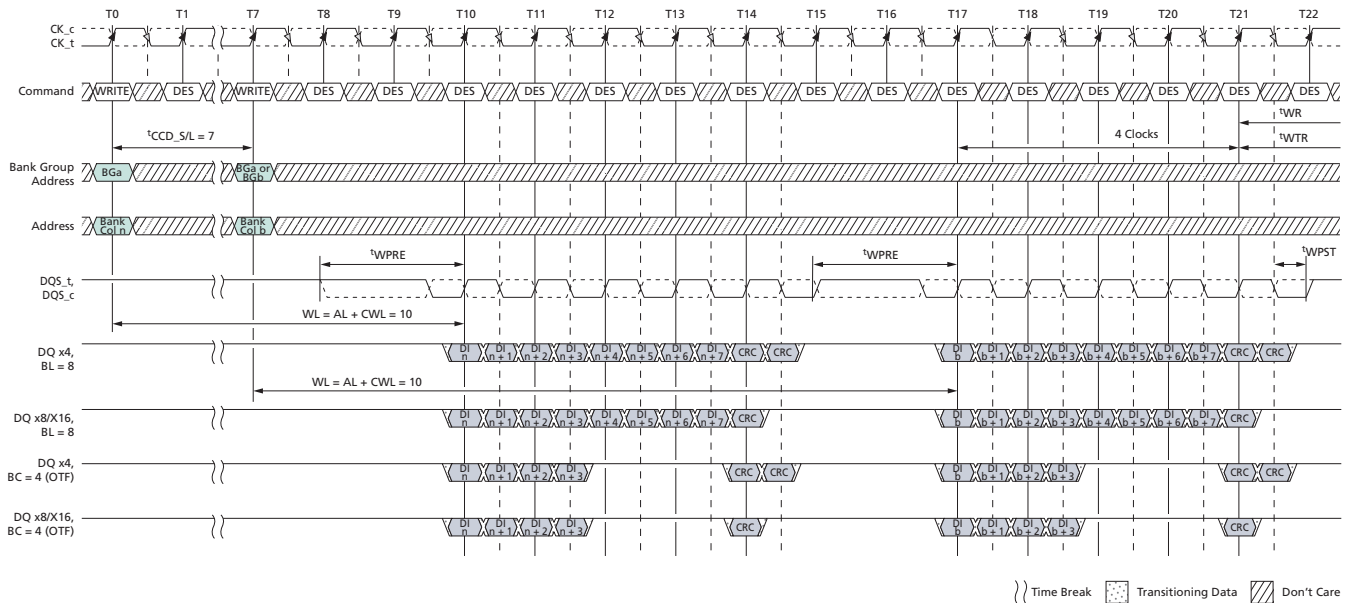 T0 T1 T7 T8 T9 T10 T11 T12 T13 T14 T15 T16 T17 T18 T19 T20 T21 T22
CK_c
CK_t
Command WRITE DES WRITE DES DES DES DES DES DES DES DES DES DES DES DES DES DES DES
tWR
tCCD_S/L = 7
4 Clocks
tWTR
Bank Group
Address
BGa
BGa or
BGb
Address
Bank
Col n
Bank
Col b
tWPRE tWPRE tWPST
DQS_t,
DQS_c
WL = AL + CWL = 10
DQ x4,
BL = 8
DI
n
DI
n + 1
DI
n + 2
DI
n + 3
DI
n + 4
DI
n + 5
DI
n + 6
DI
n + 7
CRC CRC
DI
b
DI
b + 1
DI
b + 2
DI
b + 3
DI
b + 4
DI
b + 5
DI
b + 6
DI
b + 7
CRC CRC
WL = AL + CWL = 10
DQ x8/X16,
BL = 8
DI
n
DI
n + 1
DI
n + 2
DI
n + 3
DI
n + 4
DI
n + 5
DI
n + 6
DI
n + 7
CRC
DI
b
DI
b + 1
DI
b + 2
DI
b + 3
DI
b + 4
DI
b + 5
DI
b + 6
DI
b + 7
CRC
DQ x4,
BC = 4 (OTF)
DI
n
DI
n + 1
DI
n + 2
DI
n + 3
CRC CRC
DI
b
DI
b + 1
DI
b + 2
DI
b + 3
CRC CRC
DQ x8/X16,
BC = 4 (OTF)
DI
n
DI
n + 1
DI
n + 2
DI
n + 3
CRC
DI
b
DI
b + 1
DI
b + 2
DI
b + 3
CRC
Time Break Transitioning Data Don't Care